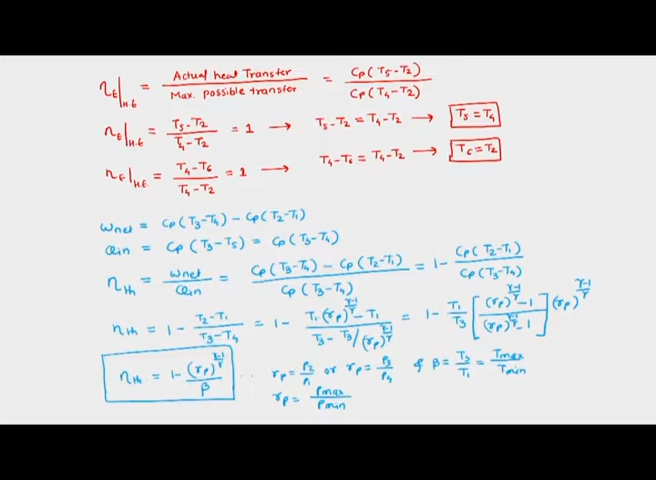 η_E|H.E = Actual heat Transfer / Max. possible transfer = Cp(T5-T2) / Cp(T4-T2)
η_E|H.E = T5-T2 / T4-T2 = 1 → T5-T2 = T4-T2 → T5=T4
η_E|H.E. = T4-T6 / T4-T2 = 1 → T4-T6 = T4-T2 → T6=T2
Wnet = Cp(T3-T4) - Cp(T2-T1)
Qin = Cp(T3-T5) = Cp(T3-T4)
η_th = Wnet / Qin = Cp(T3-T4) - Cp(T2-T1) / Cp(T3-T4) = 1 - Cp(T2-T1) / Cp(T3-T4)
η_th = 1 - T2-T1 / T3-T4 = 1 - T1(rp)^(γ-1/γ) - T1 / T3 - T3/(rp)^(γ-1/γ) = 1 - T1/T3 [(rp)^(γ-1/γ) -1 / (rp)^(γ-1/γ) -1] (rp)^(γ-1/γ)
η_th = 1 - (rp)^(γ-1/γ) / β .. rp = P2/P1 or rp = P3/P4 & β = T3/T1 = Tmax/Tmin
rp = Pmax/Pmin